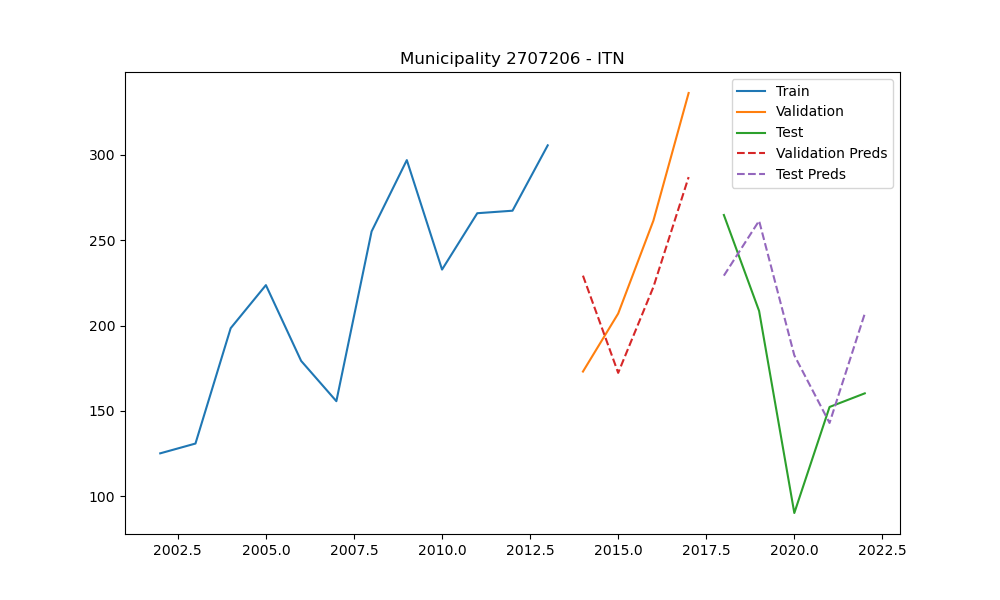 Municipality 2707206 - ITN
Train
Validation
Test
Validation Preds
Test Preds
300
250
200
150
100
2002.5 2005.0 2007.5 2010.0 2012.5 2015.0 2017.5 2020.0 2022.5